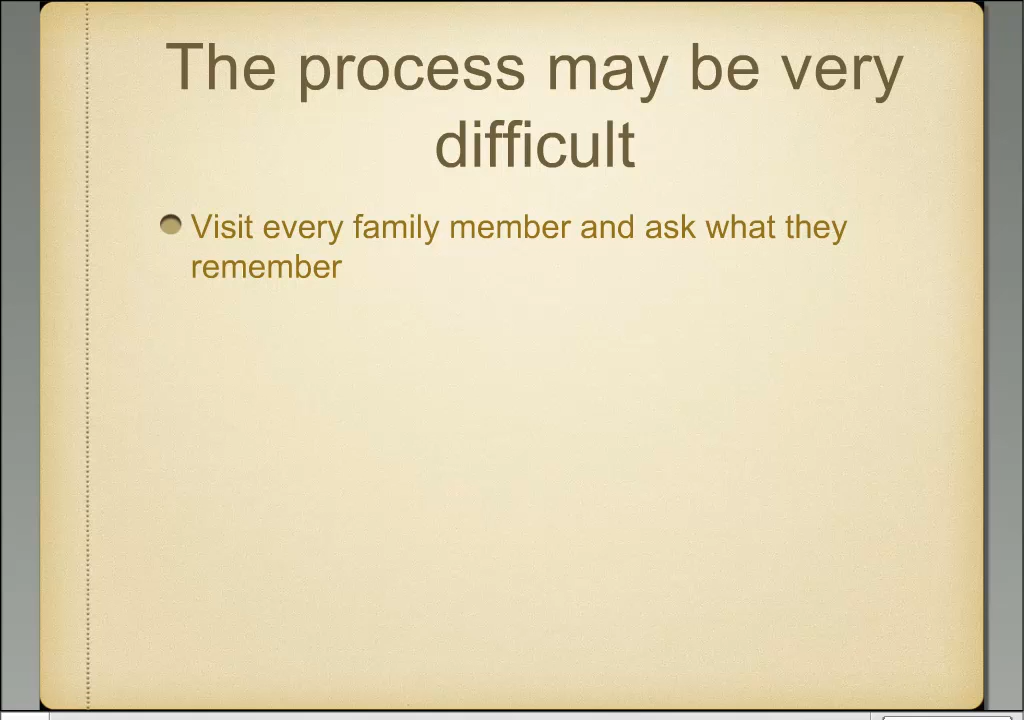 The process may be very
difficult
Visit every family member and ask what they
remember